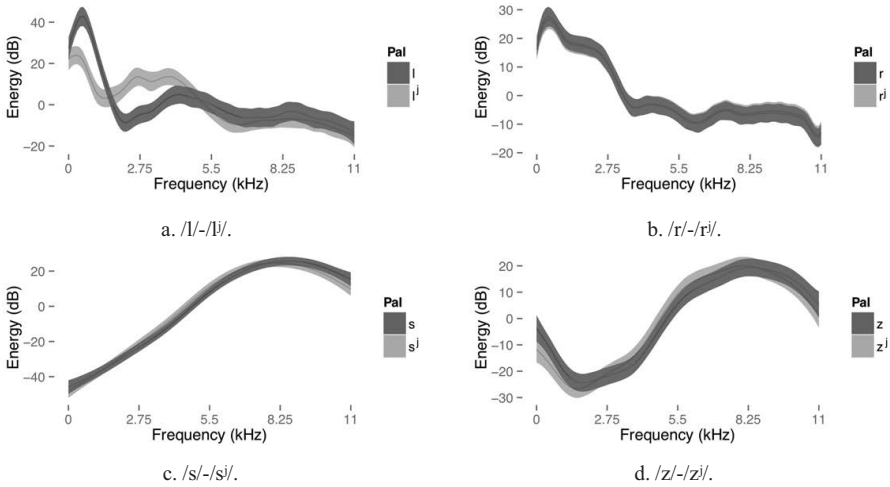 40
20
0
−20
Energy (dB)
0 2.75 5.5 8.25 11
Frequency (kHz)
Pal
l
lʲ
a. /l/-/lʲ/.
30
20
10
0
−10
−20
Energy (dB)
0 2.75 5.5 8.25 11
Frequency (kHz)
Pal
r
rʲ
b. /r/-/rʲ/.
20
0
−20
−40
Energy (dB)
0 2.75 5.5 8.25 11
Frequency (kHz)
Pal
s
sʲ
c. /s/-/sʲ/.
20
10
0
−10
−20
−30
Energy (dB)
0 2.75 5.5 8.25 11
Frequency (kHz)
Pal
z
zʲ
d. /z/-/zʲ/.